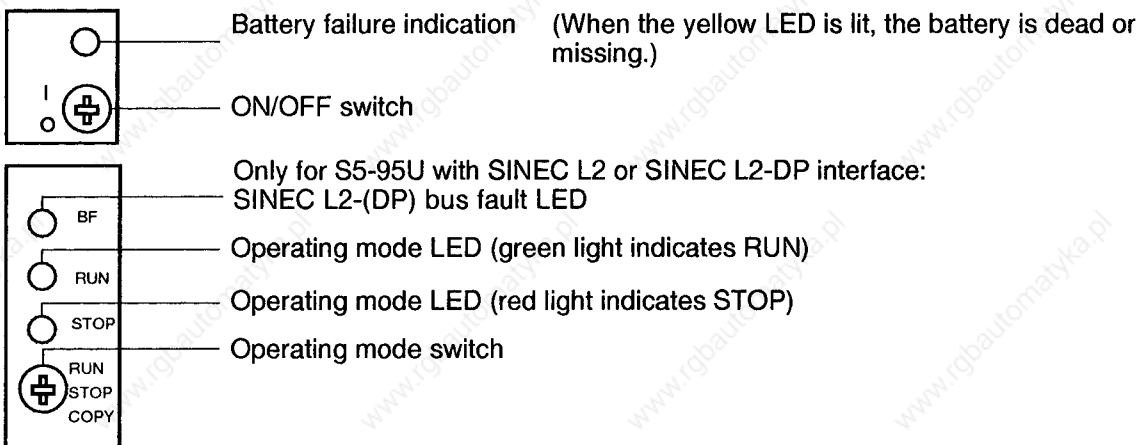 Battery failure indication (When the yellow LED is lit, the battery is dead or
missing.)
I
O
ON/OFF switch
Only for S5-95U with SINEC L2 or SINEC L2-DP interface:
SINEC L2-(DP) bus fault LED
BF
Operating mode LED (green light indicates RUN)
RUN
Operating mode LED (red light indicates STOP)
STOP
Operating mode switch
RUN
STOP
COPY
www.rgbautomatyka.pl